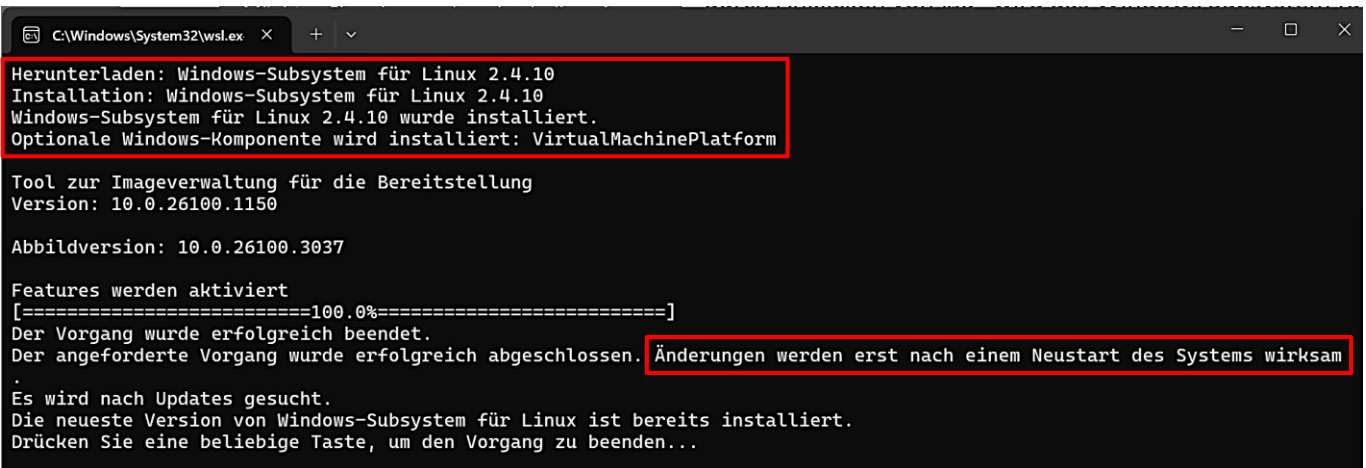 C:\Windows\System32\wsl.ex
Herunterladen: Windows-Subsystem für Linux 2.4.10
Installation: Windows-Subsystem für Linux 2.4.10
Windows-Subsystem für Linux 2.4.10 wurde installiert.
Optionale Windows-Komponente wird installiert: VirtualMachinePlatform
Tool zur Imageverwaltung für die Bereitstellung
Version: 10.0.26100.1150
Abbildversion: 10.0.26100.3037
Features werden aktiviert
[==========================100.0%==========================]
Der Vorgang wurde erfolgreich beendet.
Der angeforderte Vorgang wurde erfolgreich abgeschlossen. Änderungen werden erst nach einem Neustart des Systems wirksam
.
Es wird nach Updates gesucht.
Die neueste Version von Windows-Subsystem für Linux ist bereits installiert.
Drücken Sie eine beliebige Taste, um den Vorgang zu beenden...